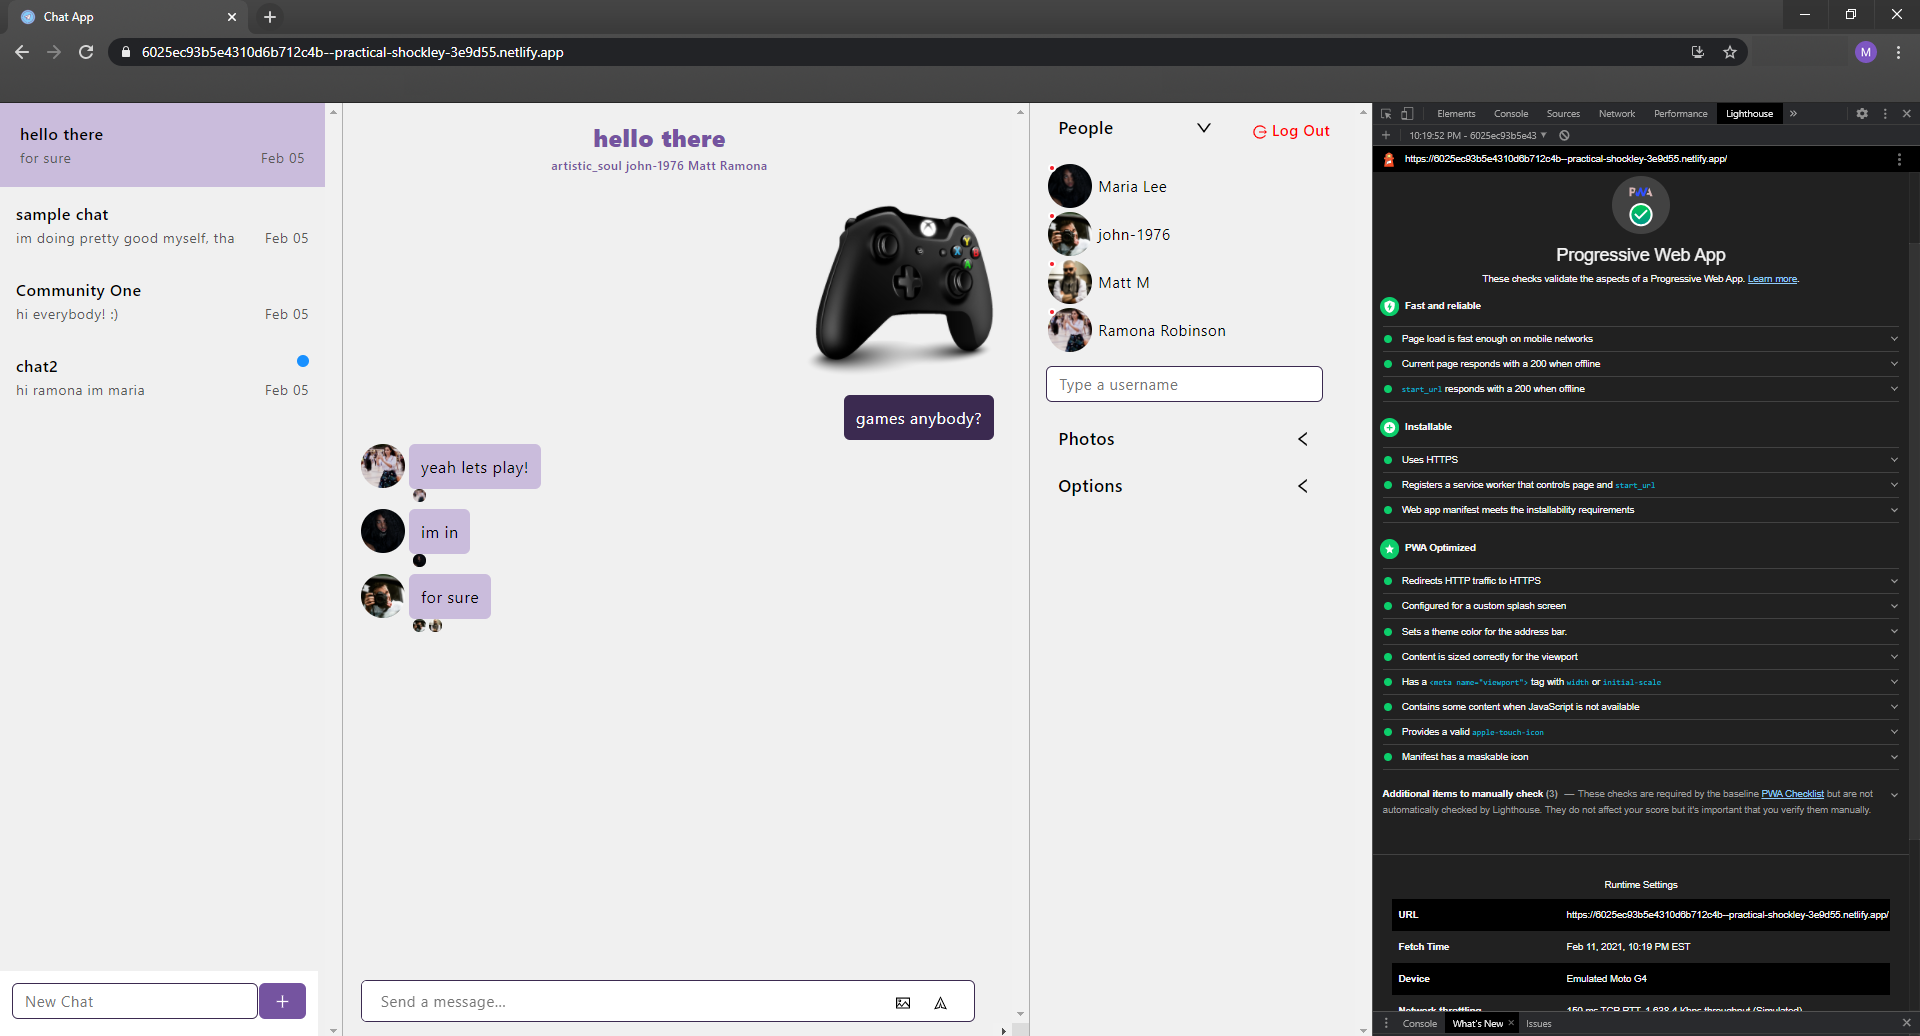 Chat App
6025ec93b5e4310d6b712c4b--practical-shockley-3e9d55.netlify.app
M
hello there
for sure Feb 05
sample chat
im doing pretty good myself, tha Feb 05
Community One
hi everybody! :) Feb 05
chat2
hi ramona im maria Feb 05
New Chat
+
hello there
artistic_soul john-1976 Matt Ramona
games anybody?
yeah lets play!
im in
for sure
Send a message...
People
Log Out
Maria Lee
john-1976
Matt M
Ramona Robinson
Type a username
Photos
Options
Elements Console Sources Network Performance Lighthouse
10:19:52 PM - 6025ec93b5e43
https://6025ec93b5e4310d6b712c4b--practical-shockley-3e9d55.netlify.app/
PWA
Progressive Web App
These checks validate the aspects of a Progressive Web App. Learn more.
Fast and reliable
Page load is fast enough on mobile networks
Current page responds with a 200 when offline
start_url responds with a 200 when offline
Installable
Uses HTTPS
Registers a service worker that controls page and start_url
Web app manifest meets the installability requirements
PWA Optimized
Redirects HTTP traffic to HTTPS
Configured for a custom splash screen
Sets a theme color for the address bar.
Content is sized correctly for the viewport
Has a <meta name="viewport"> tag with width or initial-scale
Contains some content when JavaScript is not available
Provides a valid apple-touch-icon
Manifest has a maskable icon
Additional items to manually check (3) — These checks are required by the baseline PWA Checklist but are not
automatically checked by Lighthouse. They do not affect your score but it's important that you verify them manually.
Runtime Settings
URL https://6025ec93b5e4310d6b712c4b--practical-shockley-3e9d55.netlify.app/
Fetch Time Feb 11, 2021, 10:19 PM EST
Device Emulated Moto G4
Network throttling 150 ms TCP RTT, 1,638.4 Kbps throughput (Simulated)
Console What's New Issues